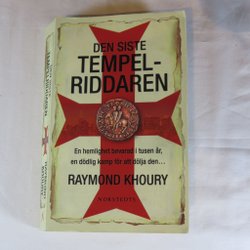 DEN SISTE
TEMPEL-
RIDDAREN
En hemlighet bevarad i tusen år,
en dödlig kamp för att dölja den...
RAYMOND KHOURY
NORSTEDTS